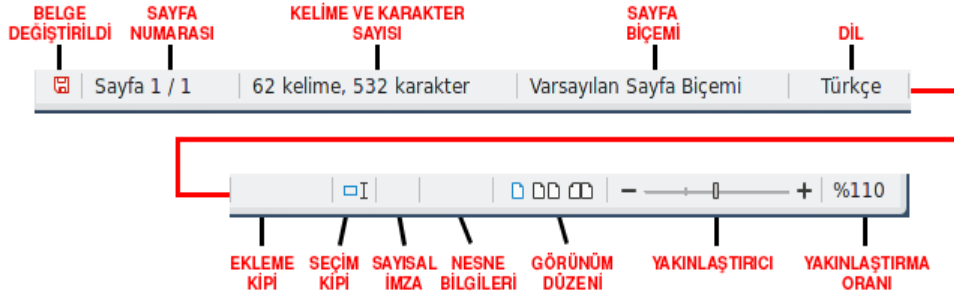 BELGE
DEĞİŞTİRİLDİ
SAYFA
NUMARASI
KELİME VE KARAKTER
SAYISI
SAYFA
BİÇEMİ
DİL
Sayfa 1 / 1
62 kelime, 532 karakter
Varsayılan Sayfa Biçemi
Türkçe
%110
EKLEME
KİPİ
SEÇİM
KİPİ
SAYISAL
İMZA
NESNE
BİLGİLERİ
GÖRÜNÜM
DÜZENİ
YAKINLAŞTIRICI
YAKINLAŞTIRMA
ORANI